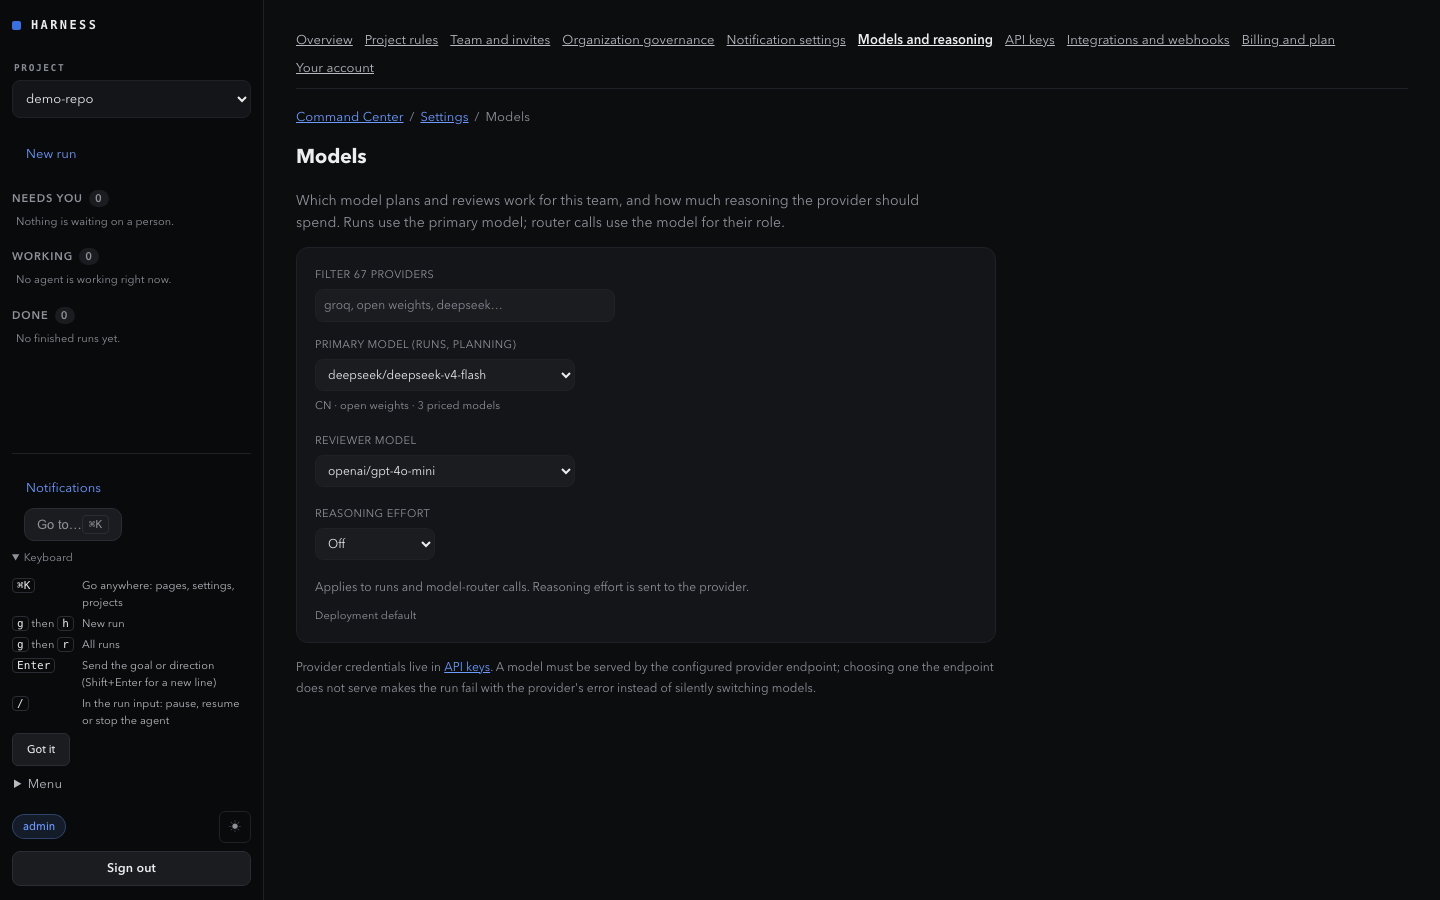 HARNESS
PROJECT
demo-repo
New run
NEEDS YOU 0
Nothing is waiting on a person.
WORKING 0
No agent is working right now.
DONE 0
No finished runs yet.
Notifications
Go to... ⌘K
Keyboard
⌘K Go anywhere: pages, settings,
projects
g then h New run
g then r All runs
Enter Send the goal or direction
(Shift+Enter for a new line)
/ In the run input: pause, resume
or stop the agent
Got it
Menu
admin
Sign out
Overview Project rules Team and invites Organization governance Notification settings Models and reasoning API keys Integrations and webhooks Billing and plan
Your account
Command Center / Settings / Models
Models
Which model plans and reviews work for this team, and how much reasoning the provider should
spend. Runs use the primary model; router calls use the model for their role.
FILTER 67 PROVIDERS
groq, open weights, deepseek...
PRIMARY MODEL (RUNS, PLANNING)
deepseek/deepseek-v4-flash
CN · open weights · 3 priced models
REVIEWER MODEL
openai/gpt-4o-mini
REASONING EFFORT
Off
Applies to runs and model-router calls. Reasoning effort is sent to the provider.
Deployment default
Provider credentials live in API keys. A model must be served by the configured provider endpoint; choosing one the endpoint
does not serve makes the run fail with the provider's error instead of silently switching models.